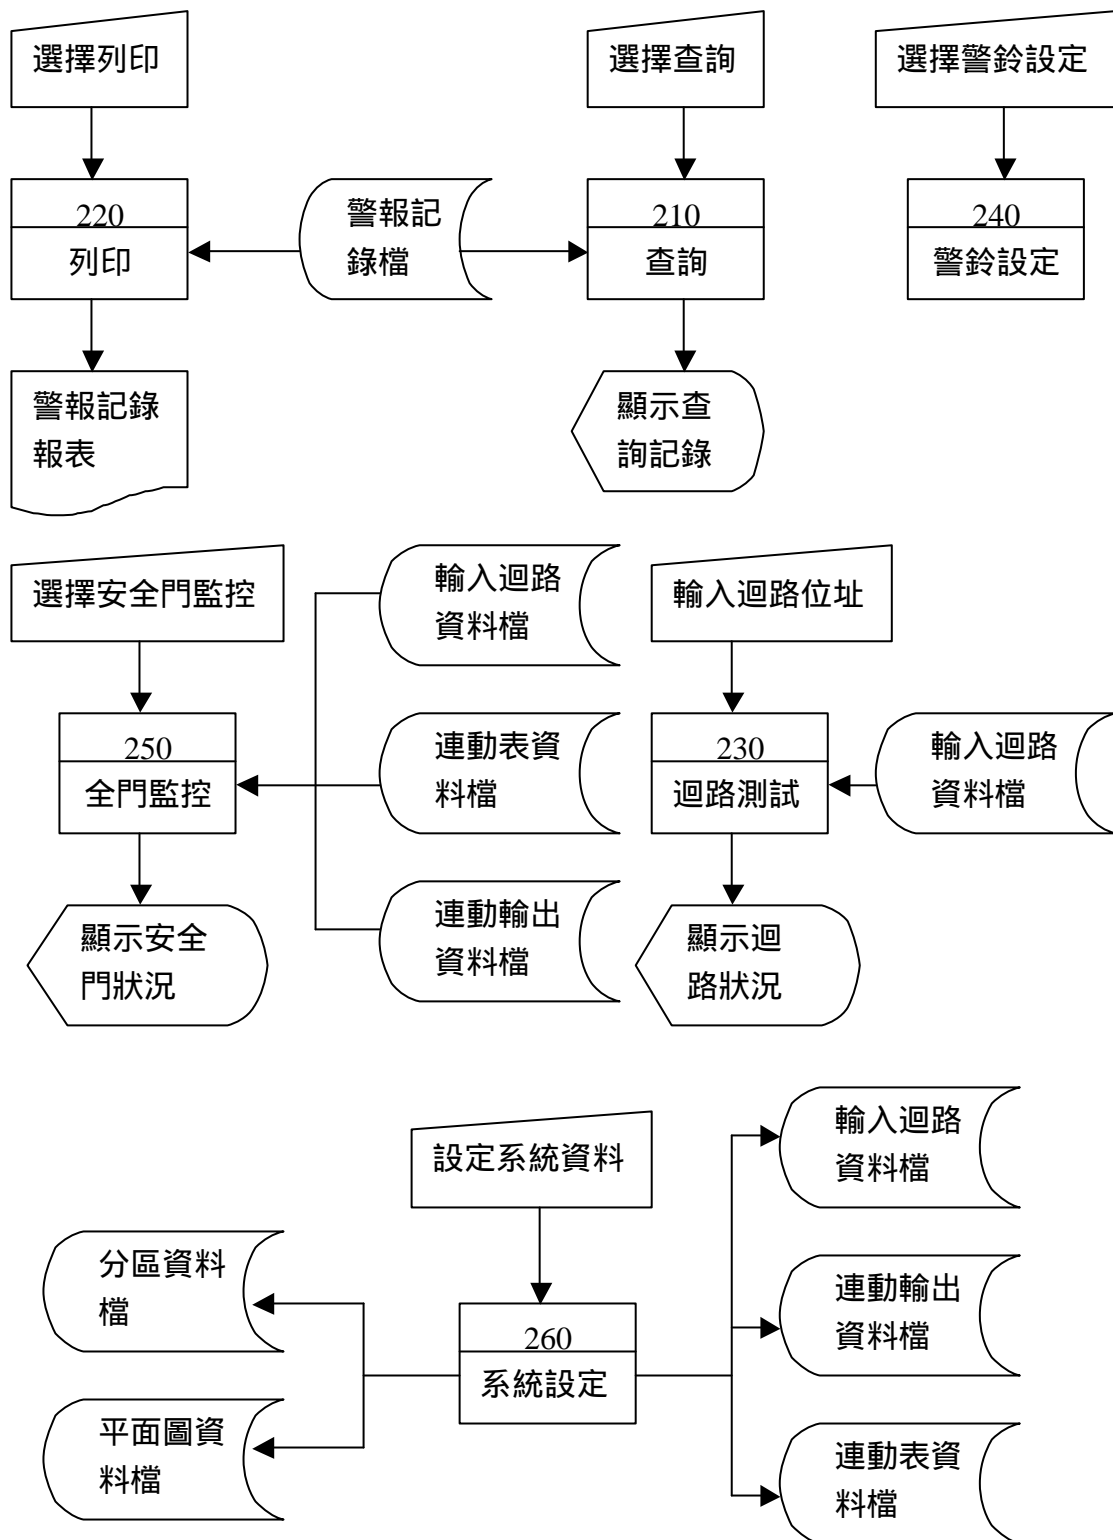 選擇列印
選擇查詢
選擇警鈴設定
220
列印
警報記
錄檔
210
查詢
240
警鈴設定
警報記錄
報表
顯示查
詢記錄
選擇安全門監控
輸入迴路
資料檔
輸入迴路位址
250
全門監控
連動表資
料檔
230
迴路測試
輸入迴路
資料檔
顯示安全
門狀況
連動輸出
資料檔
顯示迴
路狀況
設定系統資料
輸入迴路
資料檔
分區資料
檔
260
系統設定
連動輸出
資料檔
平面圖資
料檔
連動表資
料檔